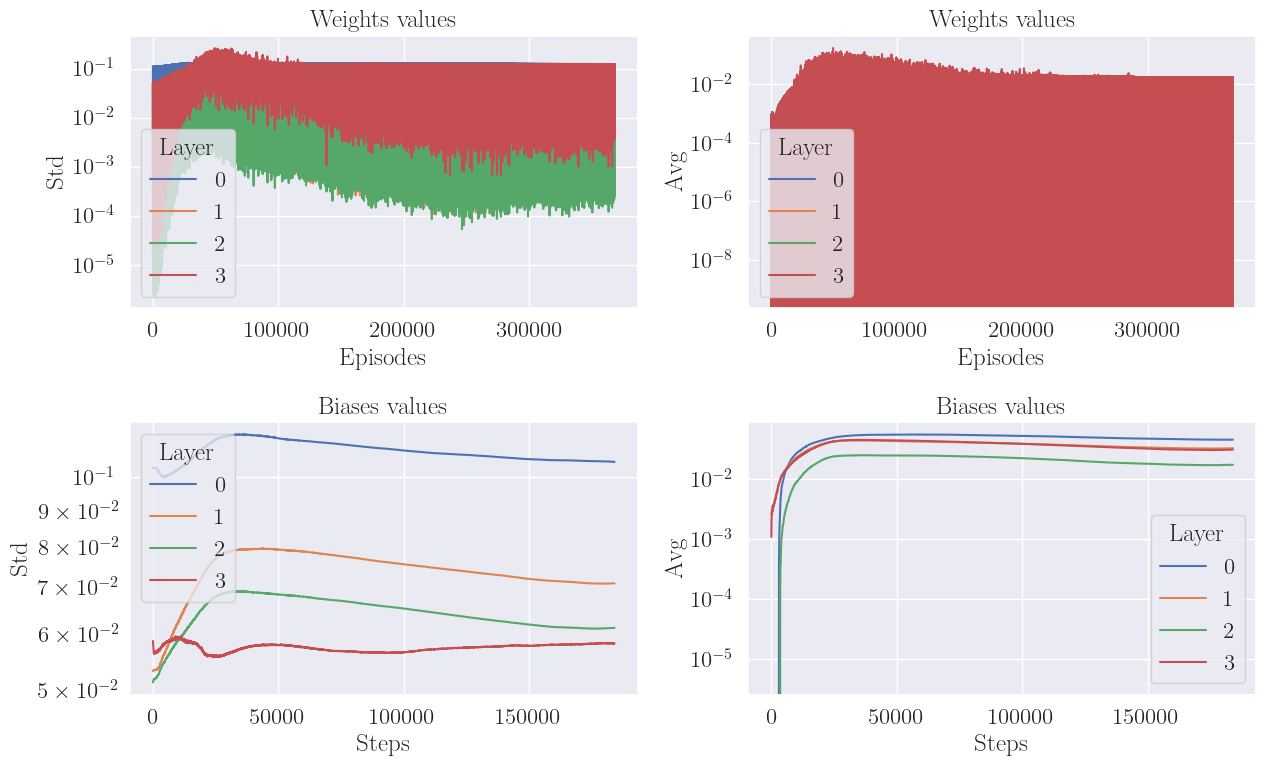 Weights values
10⁻¹
10⁻²
10⁻³
10⁻⁴
10⁻⁵
Std
Layer
0
1
2
3
0
100000
200000
300000
Episodes
Weights values
10⁻²
10⁻⁴
10⁻⁶
10⁻⁸
Avg
Layer
0
1
2
3
0
100000
200000
300000
Episodes
Biases values
10⁻¹
9 × 10⁻²
8 × 10⁻²
7 × 10⁻²
6 × 10⁻²
5 × 10⁻²
Std
Layer
0
1
2
3
0
50000
100000
150000
Steps
Biases values
10⁻²
10⁻³
10⁻⁴
10⁻⁵
Avg
Layer
0
1
2
3
0
50000
100000
150000
Steps